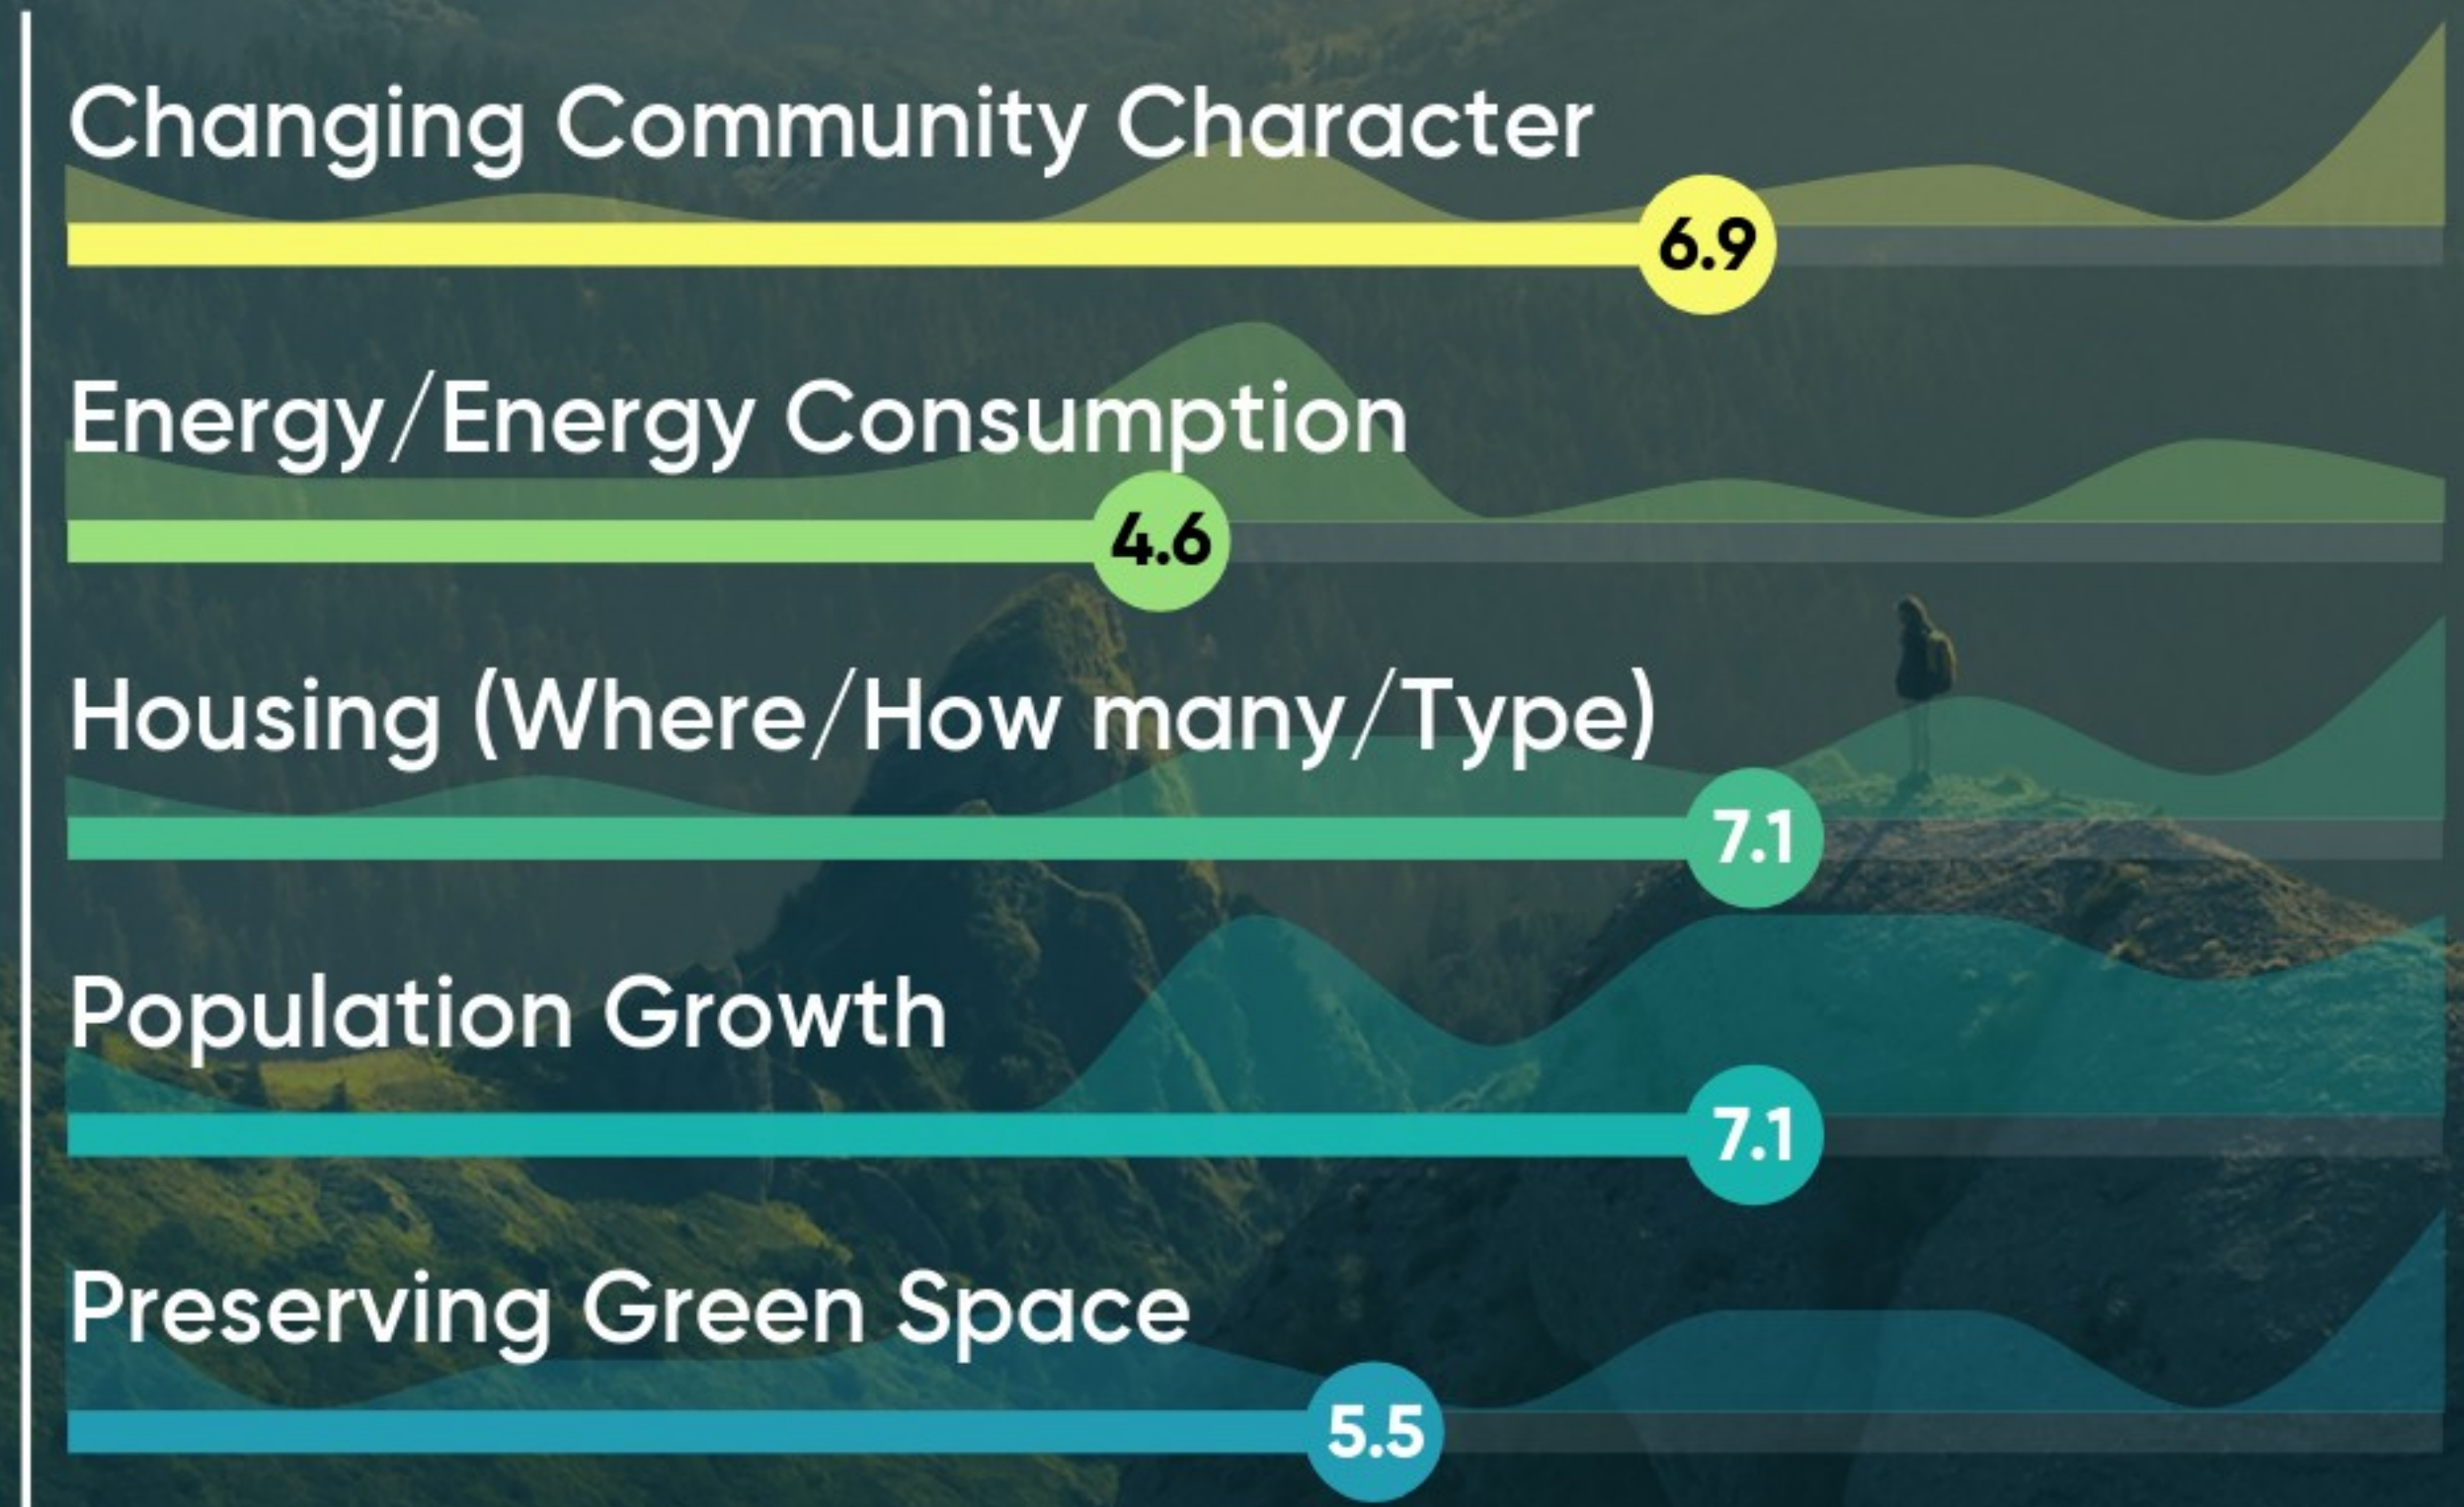 Changing Community Character
6.9
Energy/Energy Consumption
4.6
Housing (Where/How many/Type)
7.1
Population Growth
7.1
Preserving Green Space
5.5